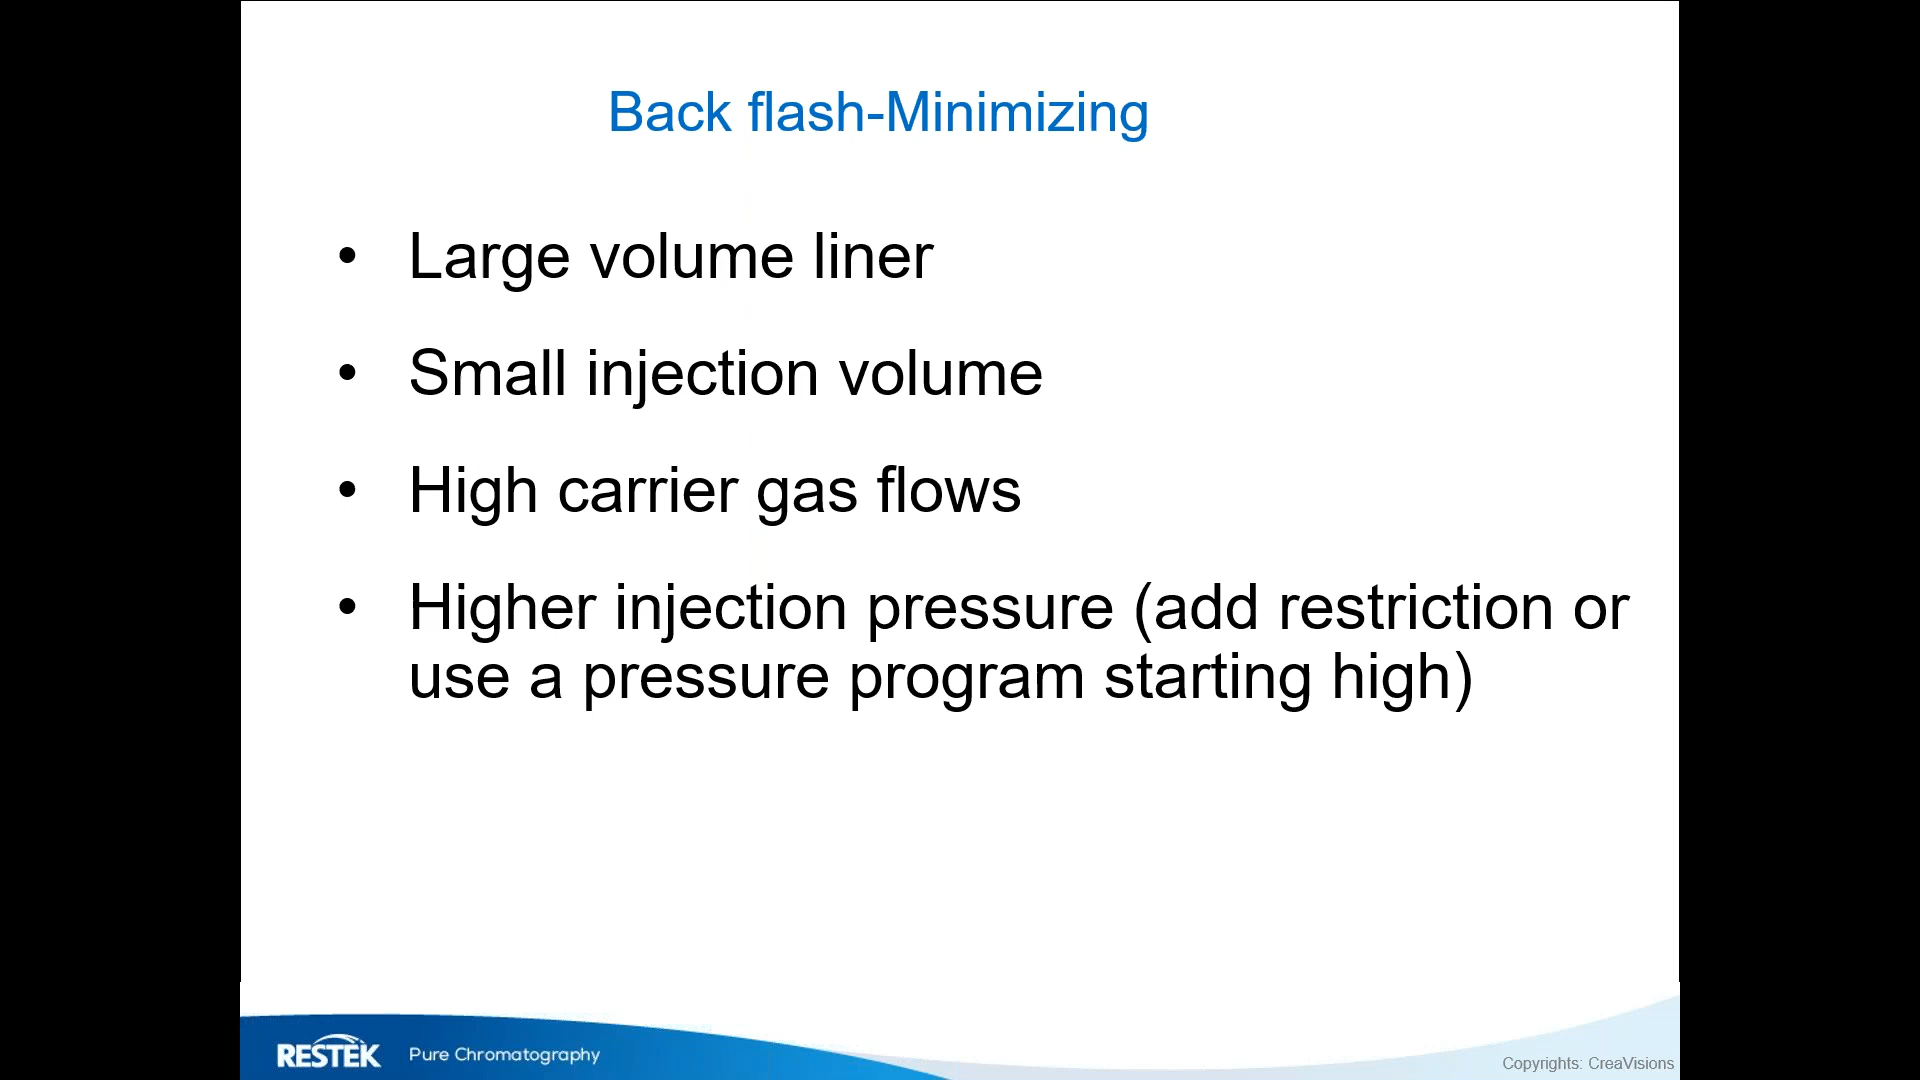 Back flash-Minimizing
• Large volume liner
• Small injection volume
• High carrier gas flows
• Higher injection pressure (add restriction or
use a pressure program starting high)
RESTEK Pure Chromatography
Copyrights: CreaVisions